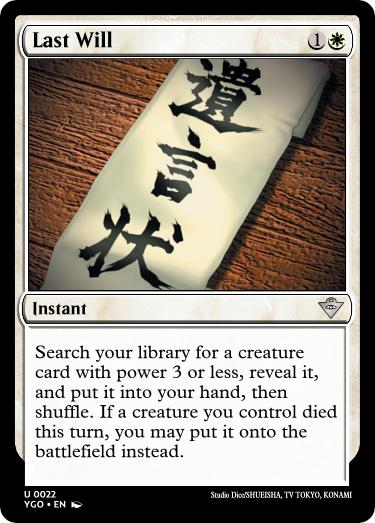 Last Will
1
遺言状
Instant
Search your library for a creature
card with power 3 or less, reveal it,
and put it into your hand, then
shuffle. If a creature you control died
this turn, you may put it onto the
battlefield instead.
U 0022
YGO • EN
Studio Dice/SHUEISHA, TV TOKYO, KONAMI